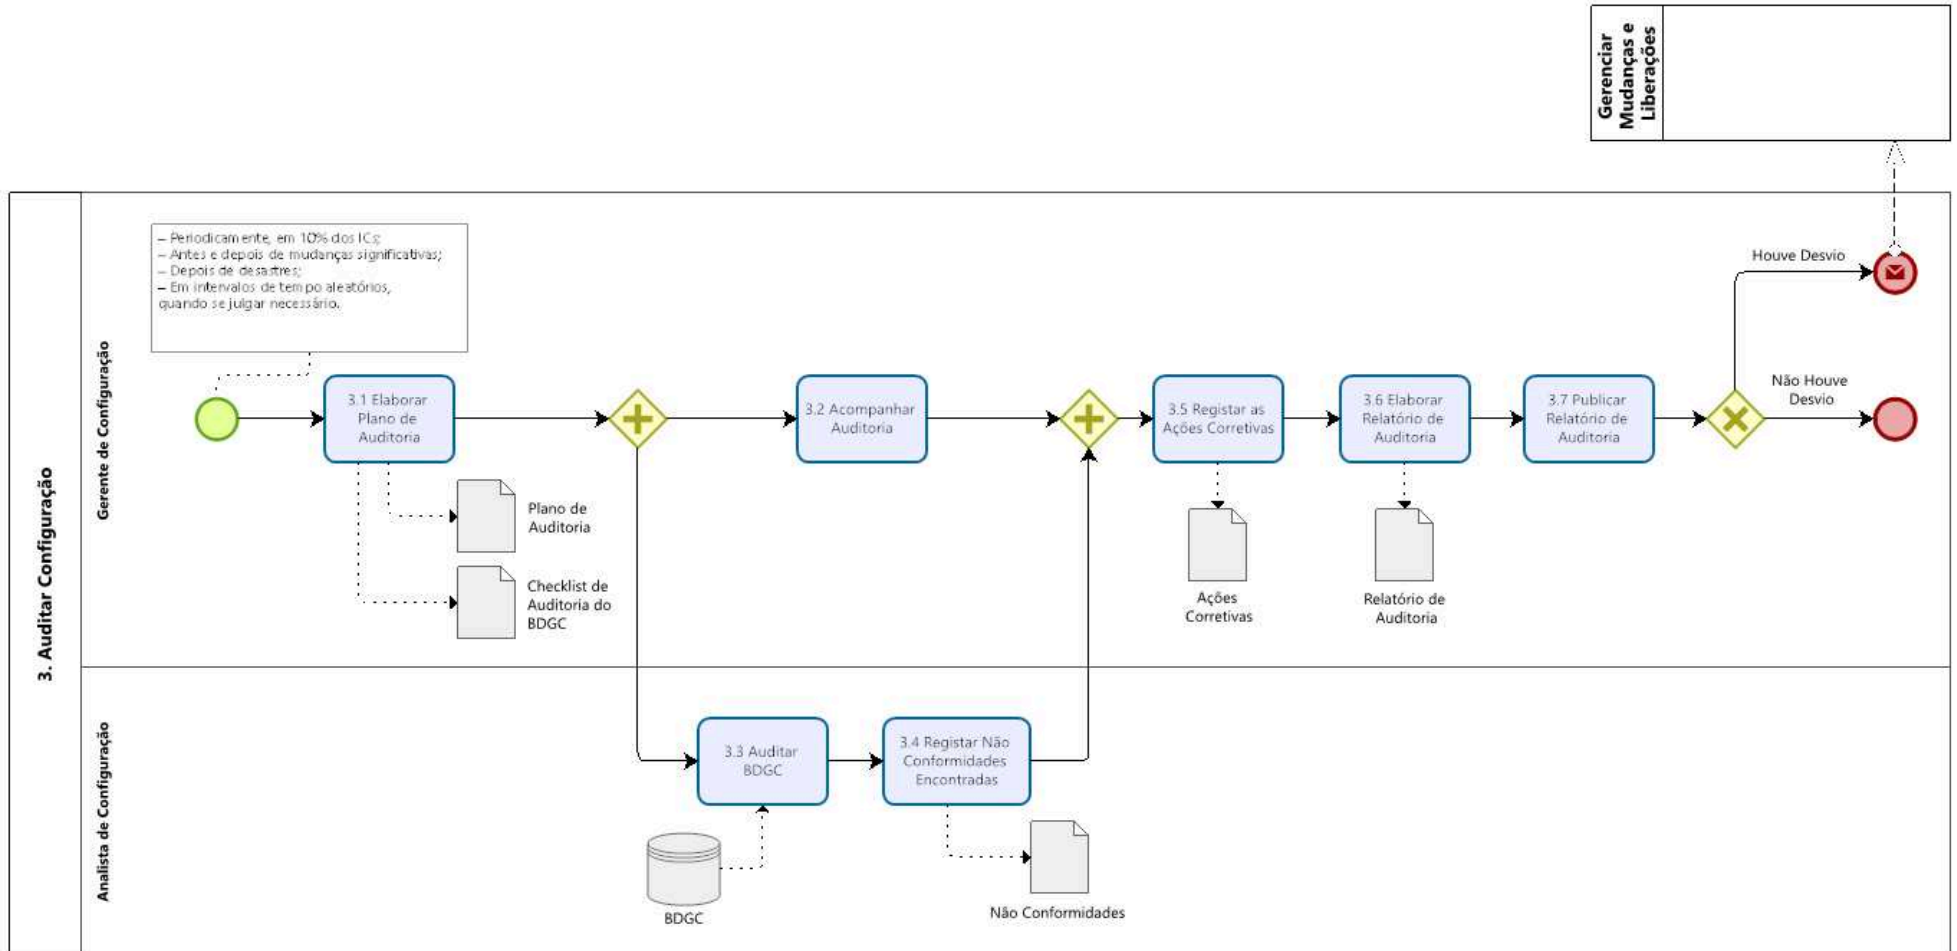 Gerenciar
Mudanças e
Liberações
3. Auditar Configuração
Gerente de Configuração
– Periodicamente, em 10% dos ICs;
– Antes e depois de mudanças significativas;
– Depois de desastres;
– Em intervalos de tempo aleatórios,
quando se julgar necessário.
Houve Desvio
Não Houve
Desvio
3.1 Elaborar
Plano de
Auditoria
3.2 Acompanhar
Auditoria
3.5 Registar as
Ações Corretivas
3.6 Elaborar
Relatório de
Auditoria
3.7 Publicar
Relatório de
Auditoria
Plano de
Auditoria
Checklist de
Auditoria do
BDGC
Ações
Corretivas
Relatório de
Auditoria
Analista de Configuração
3.3 Auditar
BDGC
3.4 Registar Não
Conformidades
Encontradas
BDGC
Não Conformidades